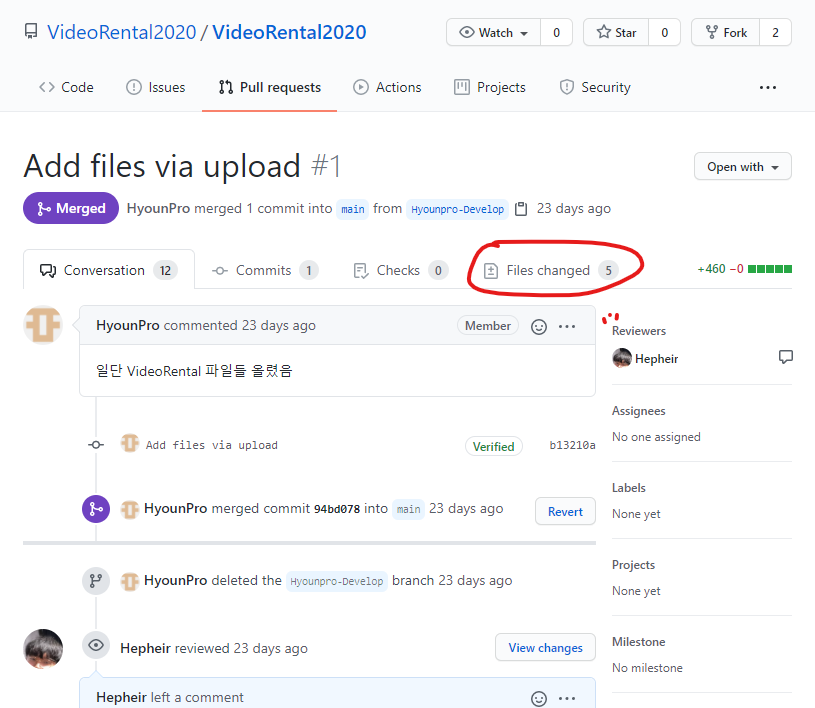 VideoRental2020 / VideoRental2020
Watch 0 Star 0 Fork 2
Code Issues Pull requests Actions Projects Security ...
Add files via upload #1
Open with
Merged HyounPro merged 1 commit into main from Hyounpro-Develop 23 days ago
Conversation 12 Commits 1 Checks 0 Files changed 5 +460 −0
HyounPro commented 23 days ago Member ...
일단 VideoRental 파일들 올렸음
Add files via upload Verified b13210a
HyounPro merged commit 94bd078 into main 23 days ago Revert
HyounPro deleted the Hyounpro-Develop branch 23 days ago
Hepheir reviewed 23 days ago View changes
Hepheir left a comment ...
Reviewers
Hepheir
Assignees
No one assigned
Labels
None yet
Projects
None yet
Milestone
No milestone